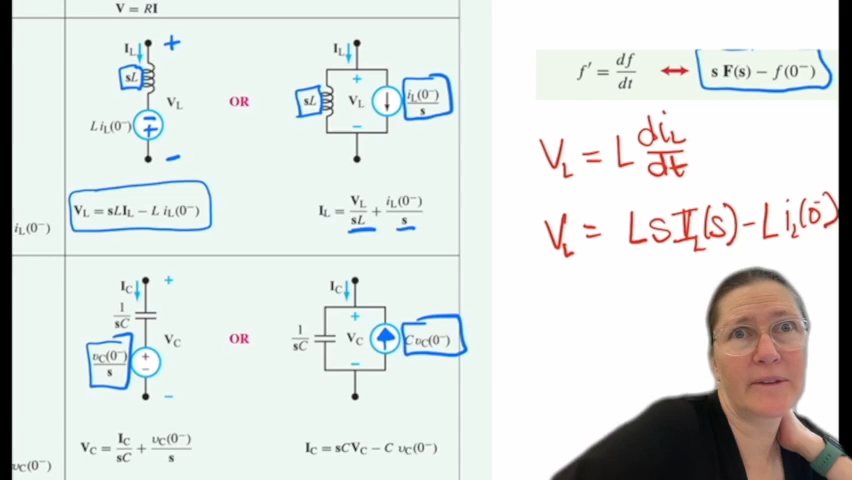 V = RI
I_L
I_L
+
+
sL
V_L
OR
sL
V_L
i_L(0⁻)/s
L i_L(0⁻)
−
+
−
−
V_L = sLI_L − L i_L(0⁻)
I_L = V_L/sL + i_L(0⁻)/s
i_L(0⁻)
I_C
+
I_C
+
1/sC
V_C
OR
1/sC
V_C
C v_C(0⁻)
v_C(0⁻)/s
+
−
−
−
V_C = I_C/sC + v_C(0⁻)/s
I_C = sCV_C − C v_C(0⁻)
v_C(0⁻)
f′ = df/dt ↔ s F(s) − f(0⁻)
V_L = L di_L/dt
V_L = LSI_L(s) − L i_L(0⁻)